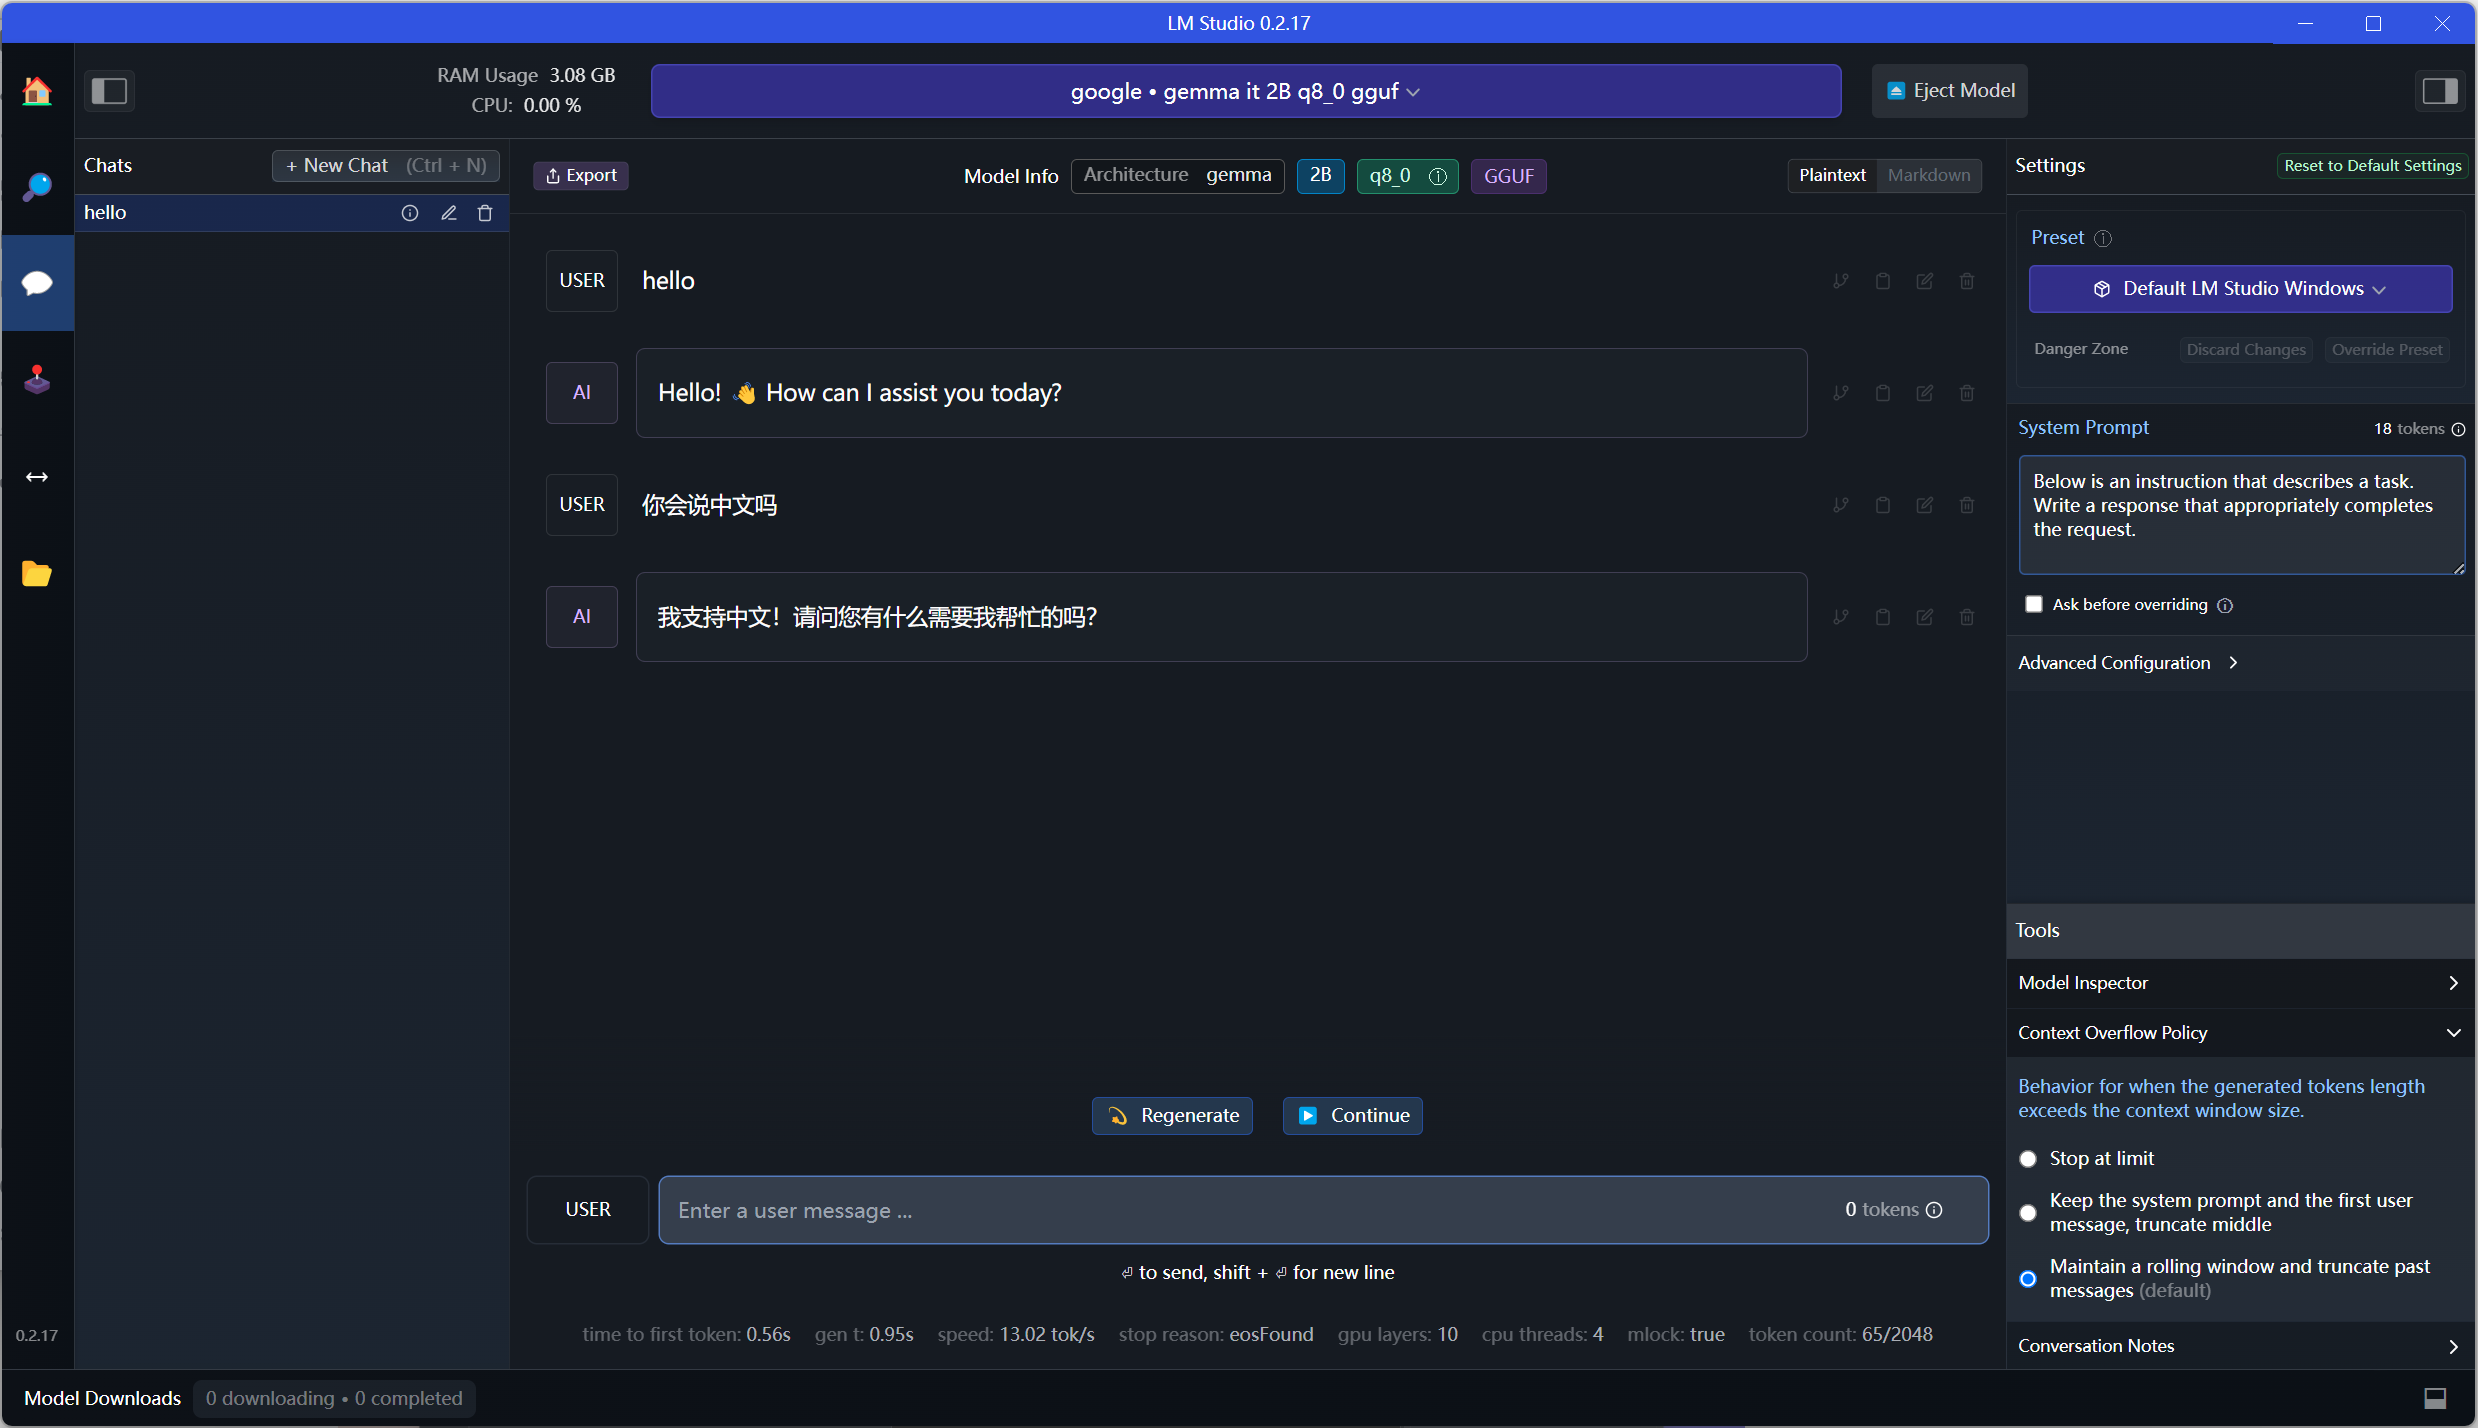 LM Studio 0.2.17
RAM Usage 3.08 GB
CPU: 0.00 %
google • gemma it 2B q8_0 gguf
Eject Model
Chats
+ New Chat (Ctrl + N)
hello
Export
Model Info
Architecture gemma
2B
q8_0
GGUF
Plaintext
Markdown
USER
hello
AI
Hello! 👋 How can I assist you today?
USER
你会说中文吗
AI
我支持中文！请问您有什么需要我帮忙的吗？
Regenerate
Continue
USER
Enter a user message ...
0 tokens
⏎ to send, shift + ⏎ for new line
time to first token: 0.56s gen t: 0.95s speed: 13.02 tok/s stop reason: eosFound gpu layers: 10 cpu threads: 4 mlock: true token count: 65/2048
Settings
Reset to Default Settings
Preset
Default LM Studio Windows
Danger Zone
Discard Changes
Override Preset
System Prompt
18 tokens
Below is an instruction that describes a task.
Write a response that appropriately completes
the request.
Ask before overriding
Advanced Configuration
Tools
Model Inspector
Context Overflow Policy
Behavior for when the generated tokens length
exceeds the context window size.
Stop at limit
Keep the system prompt and the first user
message, truncate middle
Maintain a rolling window and truncate past
messages (default)
Conversation Notes
0.2.17
Model Downloads
0 downloading • 0 completed